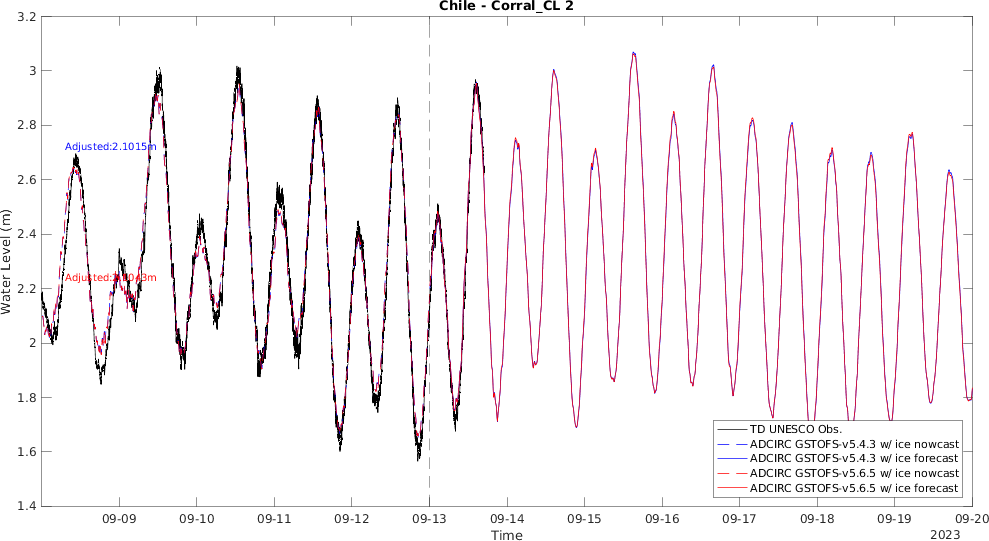 Chile - Corral_CL 2
3.2
3
2.8
2.6
2.4
2.2
2
1.8
1.6
1.4
Water Level (m)
Adjusted:2.1015m
TD UNESCO Obs.
ADCIRC GSTOFS-v5.4.3 w/ ice nowcast
ADCIRC GSTOFS-v5.4.3 w/ ice forecast
ADCIRC GSTOFS-v5.6.5 w/ ice nowcast
ADCIRC GSTOFS-v5.6.5 w/ ice forecast
09-09 09-10 09-11 09-12 09-13 09-14 09-15 09-16 09-17 09-18 09-19 09-20
Time
2023